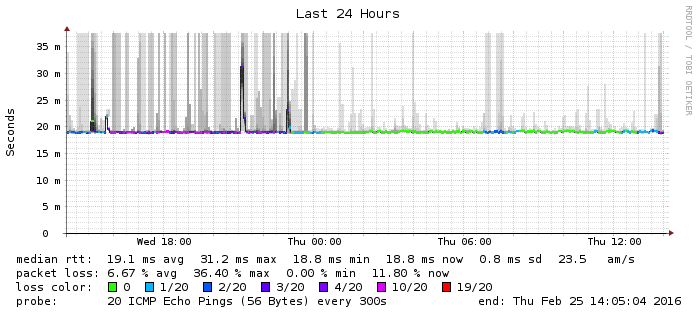 Last 24 Hours
RRDTOOL / TOBI OETIKER
Seconds
35 m
30 m
25 m
20 m
15 m
10 m
5 m
0
Wed 18:00 Thu 00:00 Thu 06:00 Thu 12:00
median rtt: 19.1 ms avg 31.2 ms max 18.8 ms min 18.8 ms now 0.8 ms sd 23.5 am/s
packet loss: 6.67 % avg 36.40 % max 0.00 % min 11.80 % now
loss color: 0 1/20 2/20 3/20 4/20 10/20 19/20
probe: 20 ICMP Echo Pings (56 Bytes) every 300s end: Thu Feb 25 14:05:04 2016